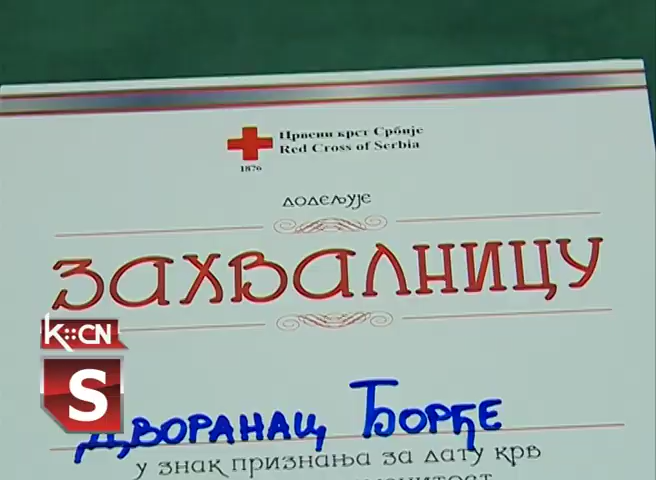 Црвени крст Србије
Red Cross of Serbia
1876
додељује
ЗАХВАЛНИЦУ
K::CN
S
ДВОРАНАЦ ЂОРЂЕ
у знак признања за дату крв